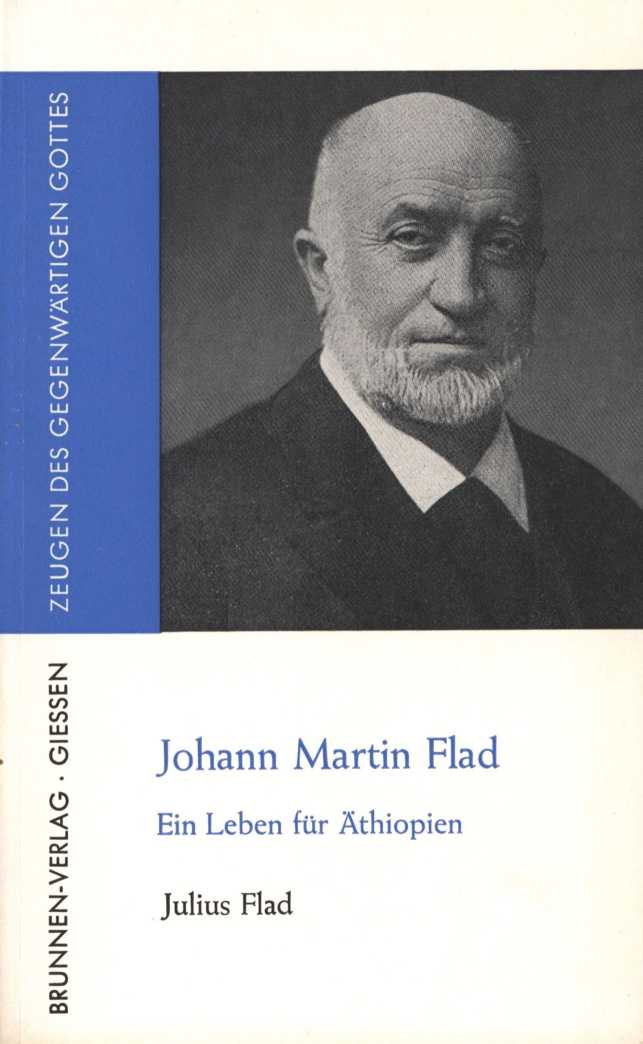 ZEUGEN DES GEGENWÄRTIGEN GOTTES
BRUNNEN-VERLAG · GIESSEN
Johann Martin Flad
Ein Leben für Äthiopien
Julius Flad